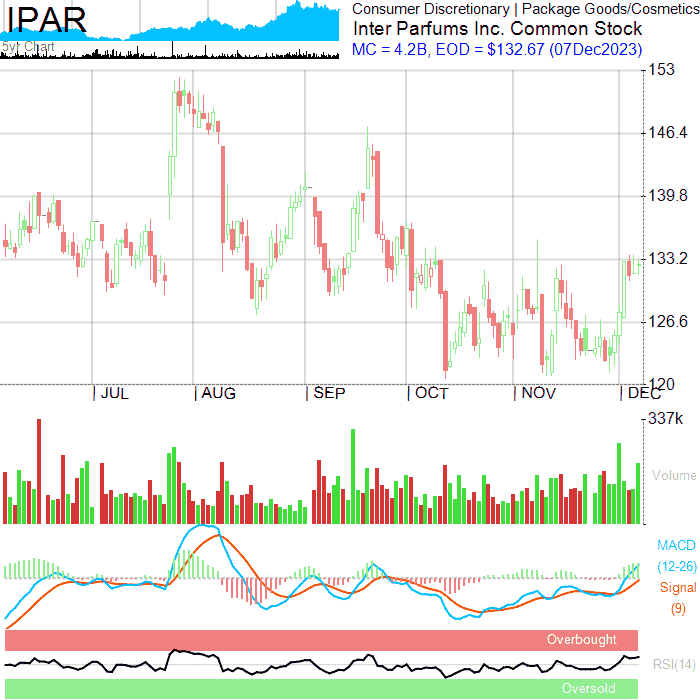 IPAR
5yr Chart
Consumer Discretionary | Package Goods/Cosmetics
Inter Parfums Inc. Common Stock
MC = 4.2B, EOD = $132.67 (07Dec2023)
153
146.4
139.8
133.2
126.6
120
JUL AUG SEP OCT NOV DEC
337k
Volume
MACD
(12-26)
Signal
(9)
Overbought
RSI(14)
Oversold